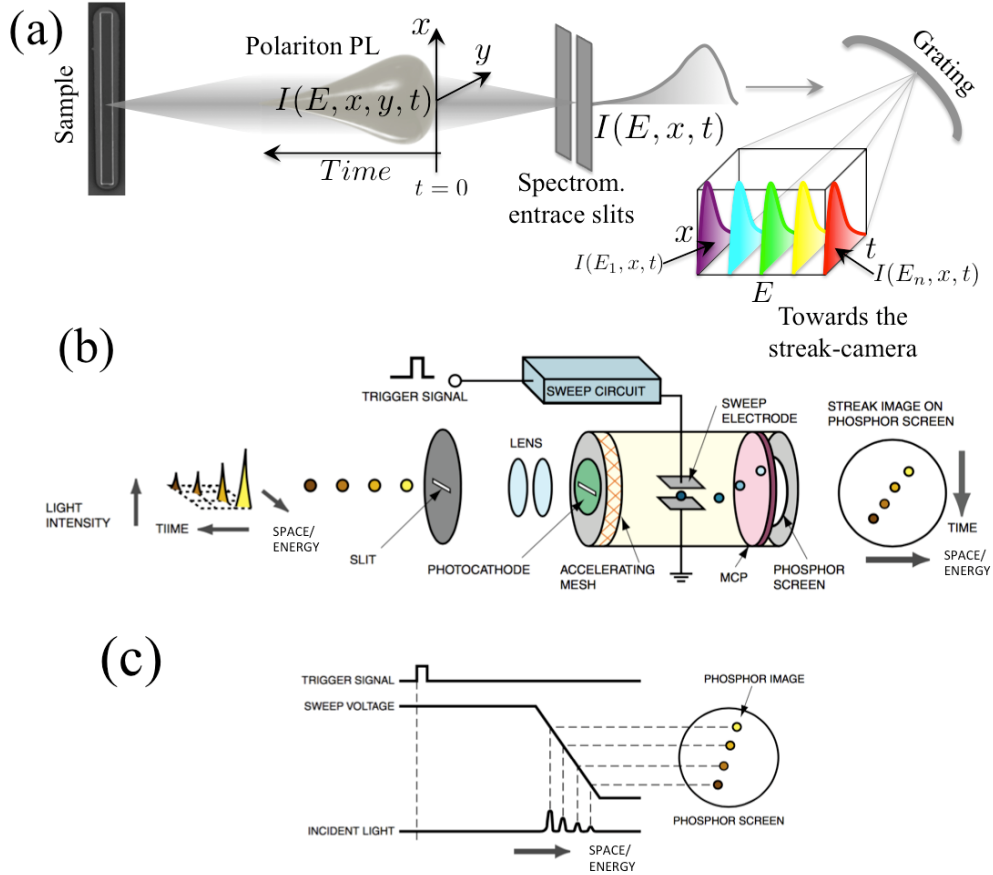 (a)
Sample
Polariton PL
x
y
I(E, x, y, t)
Time
t = 0
I(E, x, t)
Spectrom.
entrace slits
Grating
x
t
I(E₁, x, t)
I(Eₙ, x, t)
E
Towards the
streak-camera
(b)
TRIGGER SIGNAL
SWEEP CIRCUIT
SWEEP
ELECTRODE
STREAK IMAGE ON
PHOSPHOR SCREEN
LENS
LIGHT
INTENSITY
TIIME
SPACE/
ENERGY
SLIT
PHOTOCATHODE
ACCELERATING
MESH
MCP
PHOSPHOR
SCREEN
TIME
SPACE/
ENERGY
(c)
TRIGGER SIGNAL
SWEEP VOLTAGE
PHOSPHOR IMAGE
INCIDENT LIGHT
PHOSPHOR SCREEN
SPACE/
ENERGY